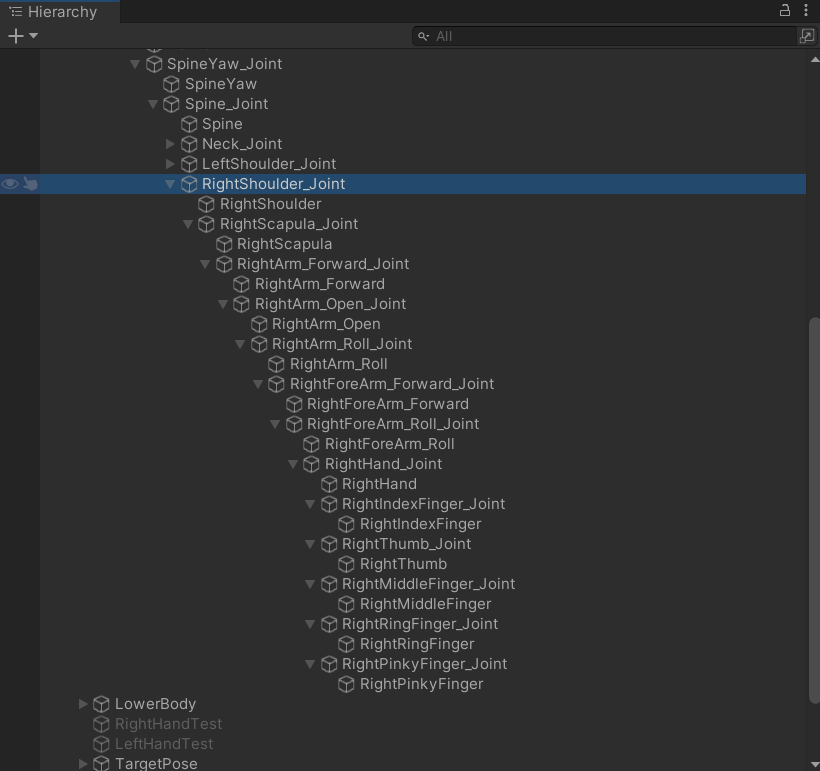 Hierarchy
All
SpineYaw_Joint
SpineYaw
Spine_Joint
Spine
Neck_Joint
LeftShoulder_Joint
RightShoulder_Joint
RightShoulder
RightScapula_Joint
RightScapula
RightArm_Forward_Joint
RightArm_Forward
RightArm_Open_Joint
RightArm_Open
RightArm_Roll_Joint
RightArm_Roll
RightForeArm_Forward_Joint
RightForeArm_Forward
RightForeArm_Roll_Joint
RightForeArm_Roll
RightHand_Joint
RightHand
RightIndexFinger_Joint
RightIndexFinger
RightThumb_Joint
RightThumb
RightMiddleFinger_Joint
RightMiddleFinger
RightRingFinger_Joint
RightRingFinger
RightPinkyFinger_Joint
RightPinkyFinger
LowerBody
RightHandTest
LeftHandTest
TargetPose